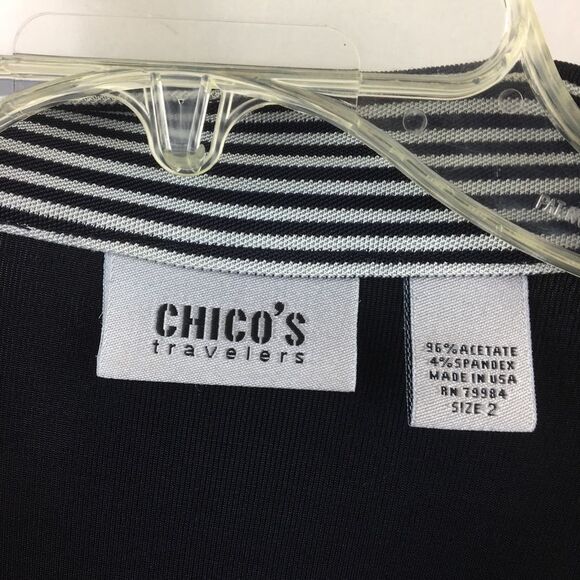 CHICO'S
travelers
96% ACETATE
4% SPANDEX
MADE IN USA
RN 79984
SIZE 2